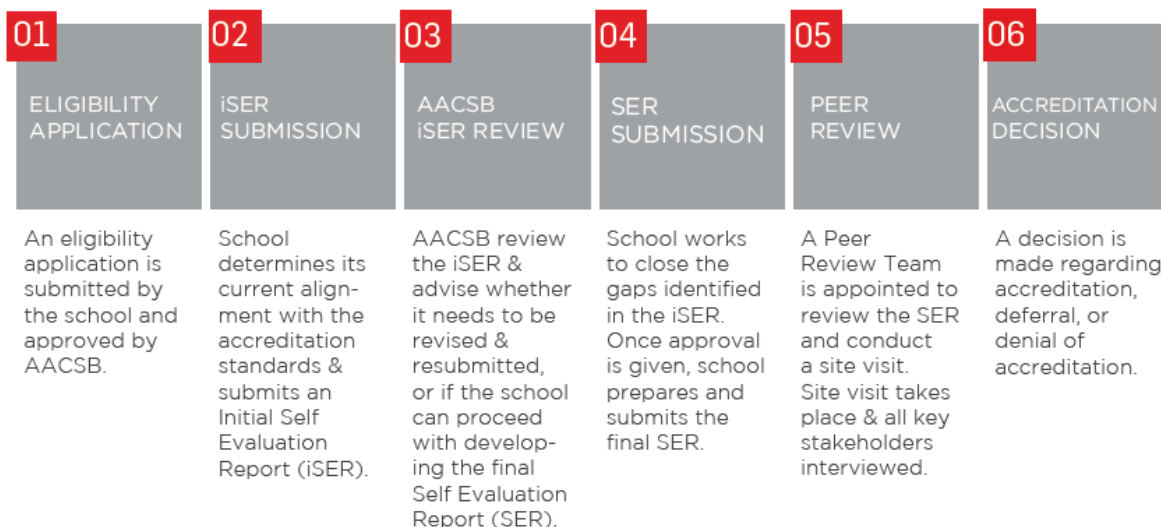 01
ELIGIBILITY
APPLICATION
An eligibility
application is
submitted by
the school and
approved by
AACSB.
02
iSER
SUBMISSION
School
determines its
current align-
ment with the
accreditation
standards &
submits an
Initial Self
Evaluation
Report (iSER).
03
AACSB
iSER REVIEW
AACSB review
the iSER &
advise whether
it needs to be
revised &
resubmitted,
or if the school
can proceed
with develop-
ing the final
Self Evaluation
Report (SER).
04
SER
SUBMISSION
School works
to close the
gaps identified
in the iSER.
Once approval
is given, school
prepares and
submits the
final SER.
05
PEER
REVIEW
A Peer
Review Team
is appointed to
review the SER
and conduct
a site visit.
Site visit takes
place & all key
stakeholders
interviewed.
06
ACCREDITATION
DECISION
A decision is
made regarding
accreditation,
deferral, or
denial of
accreditation.